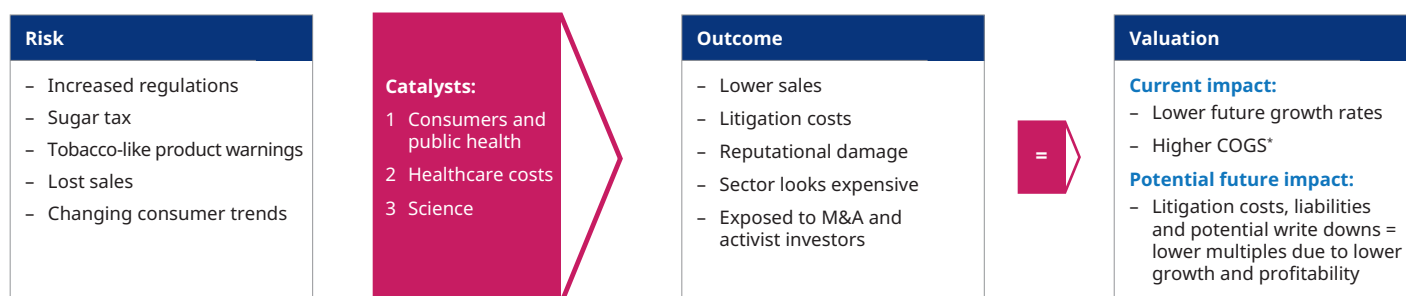 Risk
– Increased regulations
– Sugar tax
– Tobacco-like product warnings
– Lost sales
– Changing consumer trends
Catalysts:
1 Consumers and
public health
2 Healthcare costs
3 Science
Outcome
– Lower sales
– Litigation costs
– Reputational damage
– Sector looks expensive
– Exposed to M&A and
activist investors
=
Valuation
Current impact:
– Lower future growth rates
– Higher COGS*
Potential future impact:
– Litigation costs, liabilities
and potential write downs =
lower multiples due to lower
growth and profitability